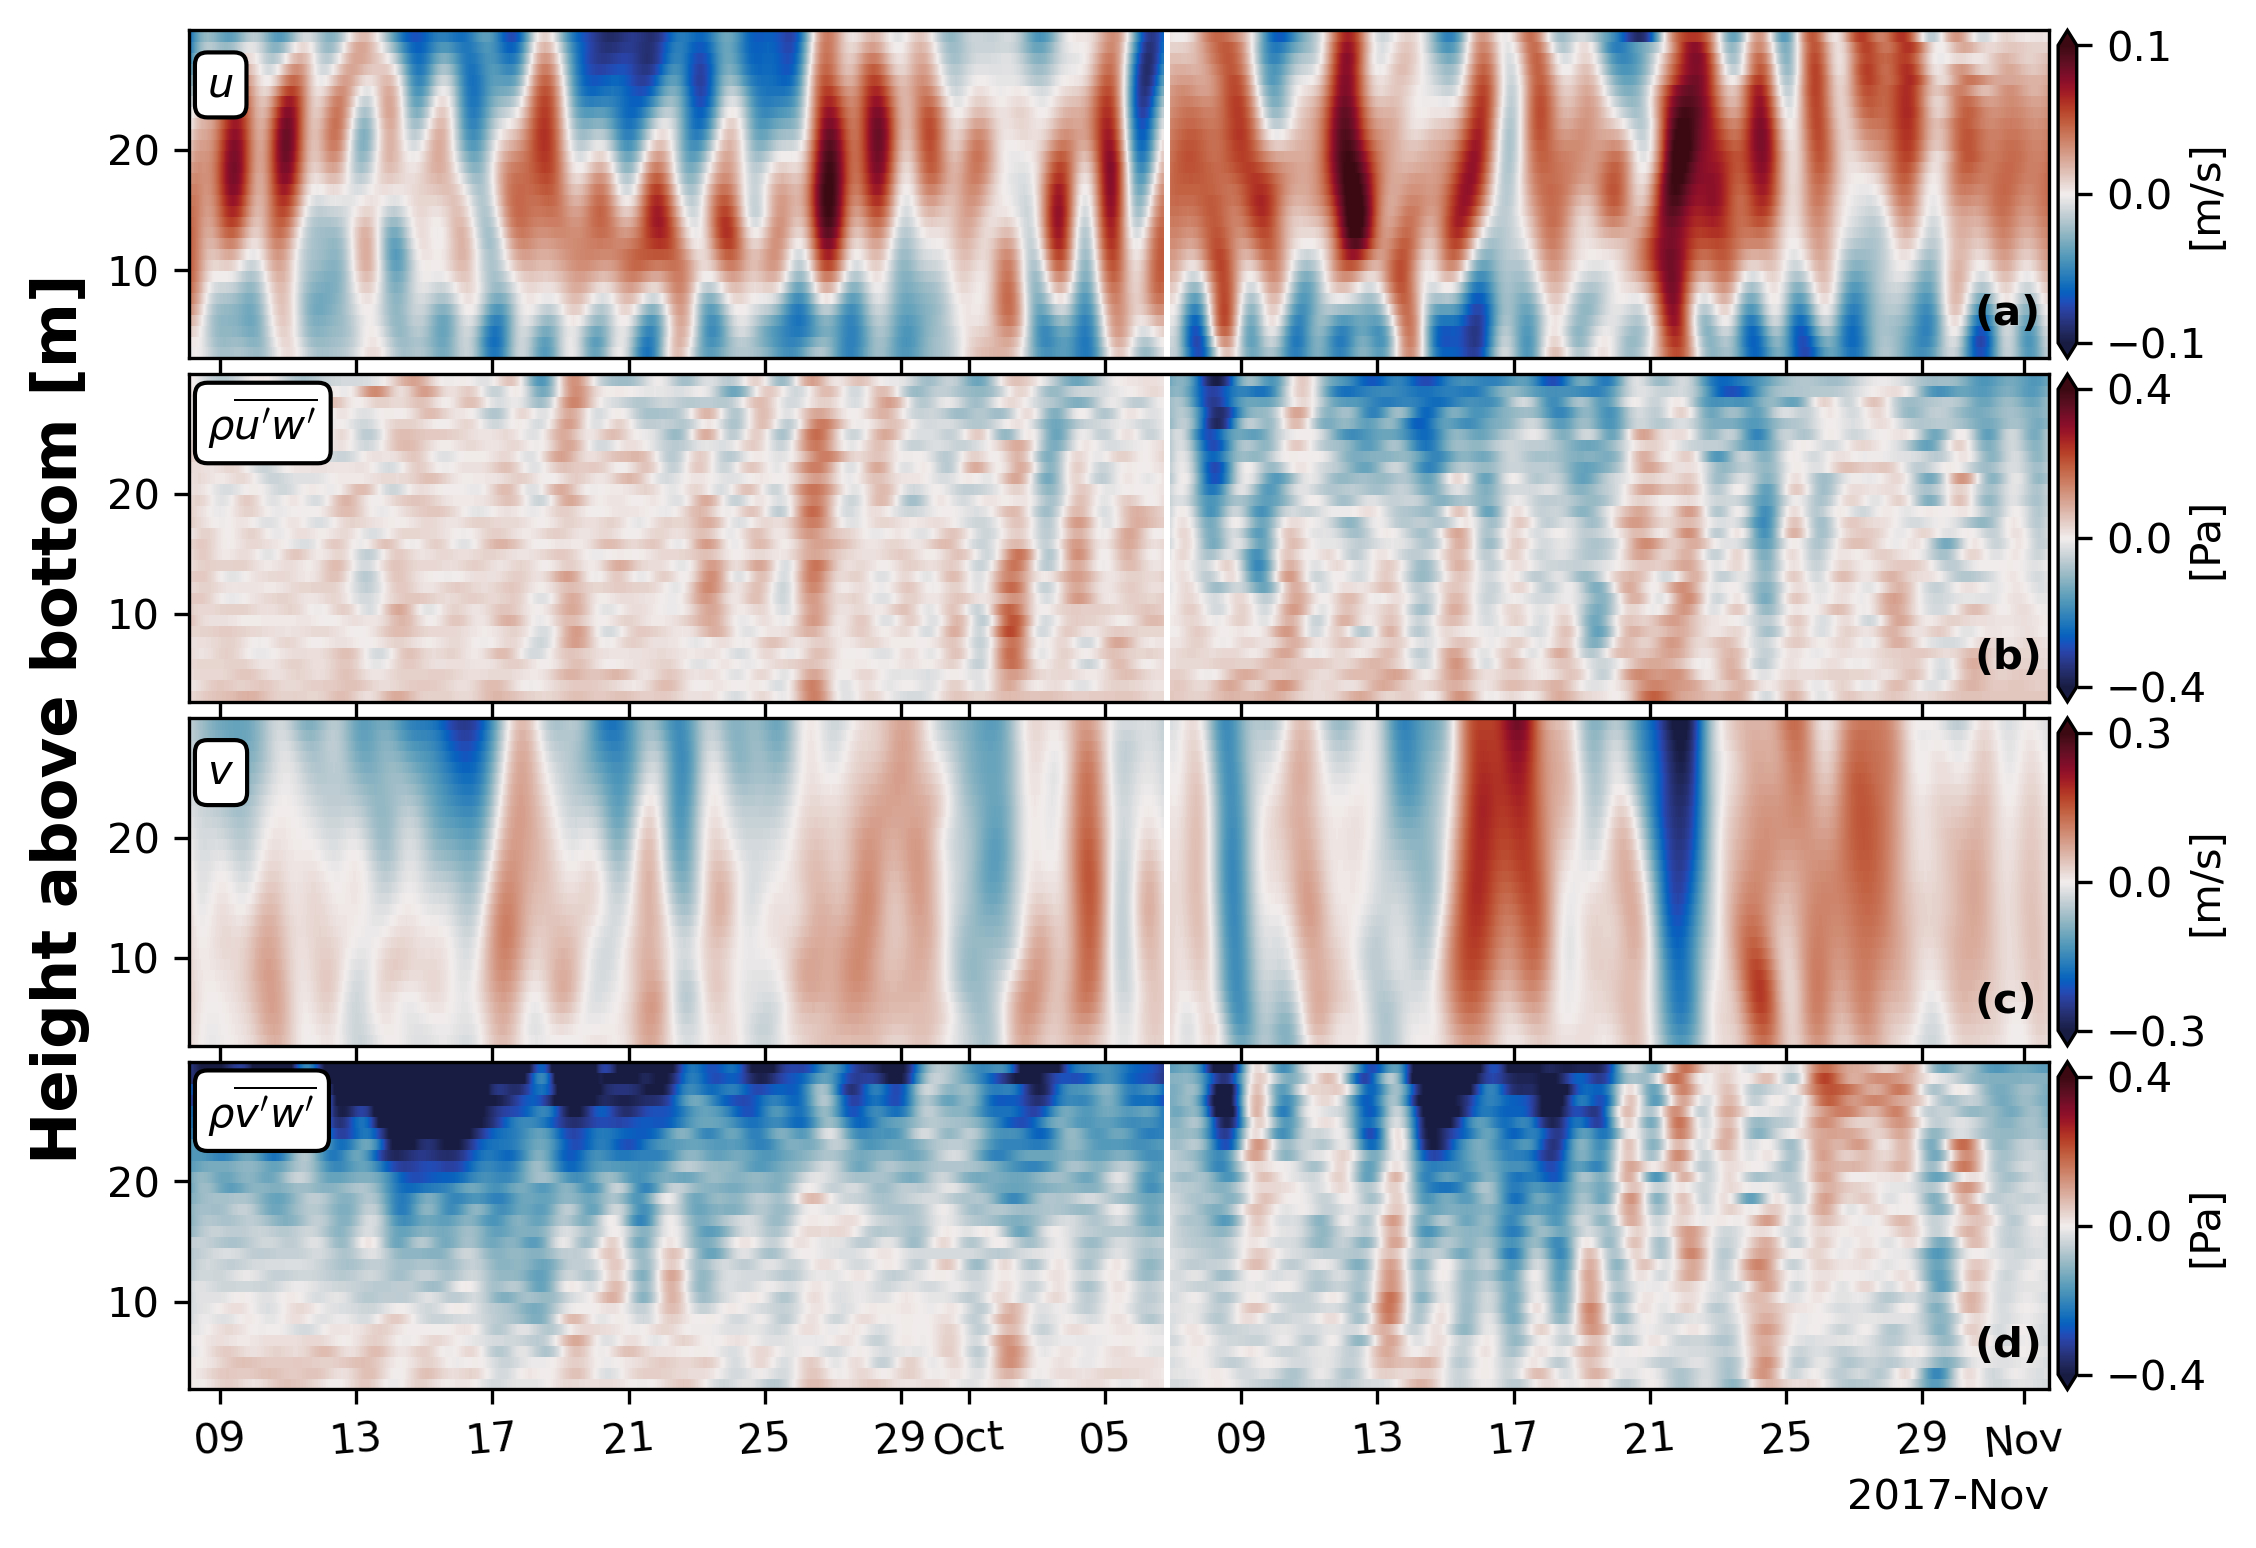 Height above bottom [m]
u
20
10
(a)
0.1
0.0
−0.1
[m/s]
ρu′w′
20
10
(b)
0.4
0.0
−0.4
[Pa]
v
20
10
(c)
0.3
0.0
−0.3
[m/s]
ρv′w′
20
10
(d)
0.4
0.0
−0.4
[Pa]
09 13 17 21 25 29 Oct 05 09 13 17 21 25 29 Nov
2017-Nov